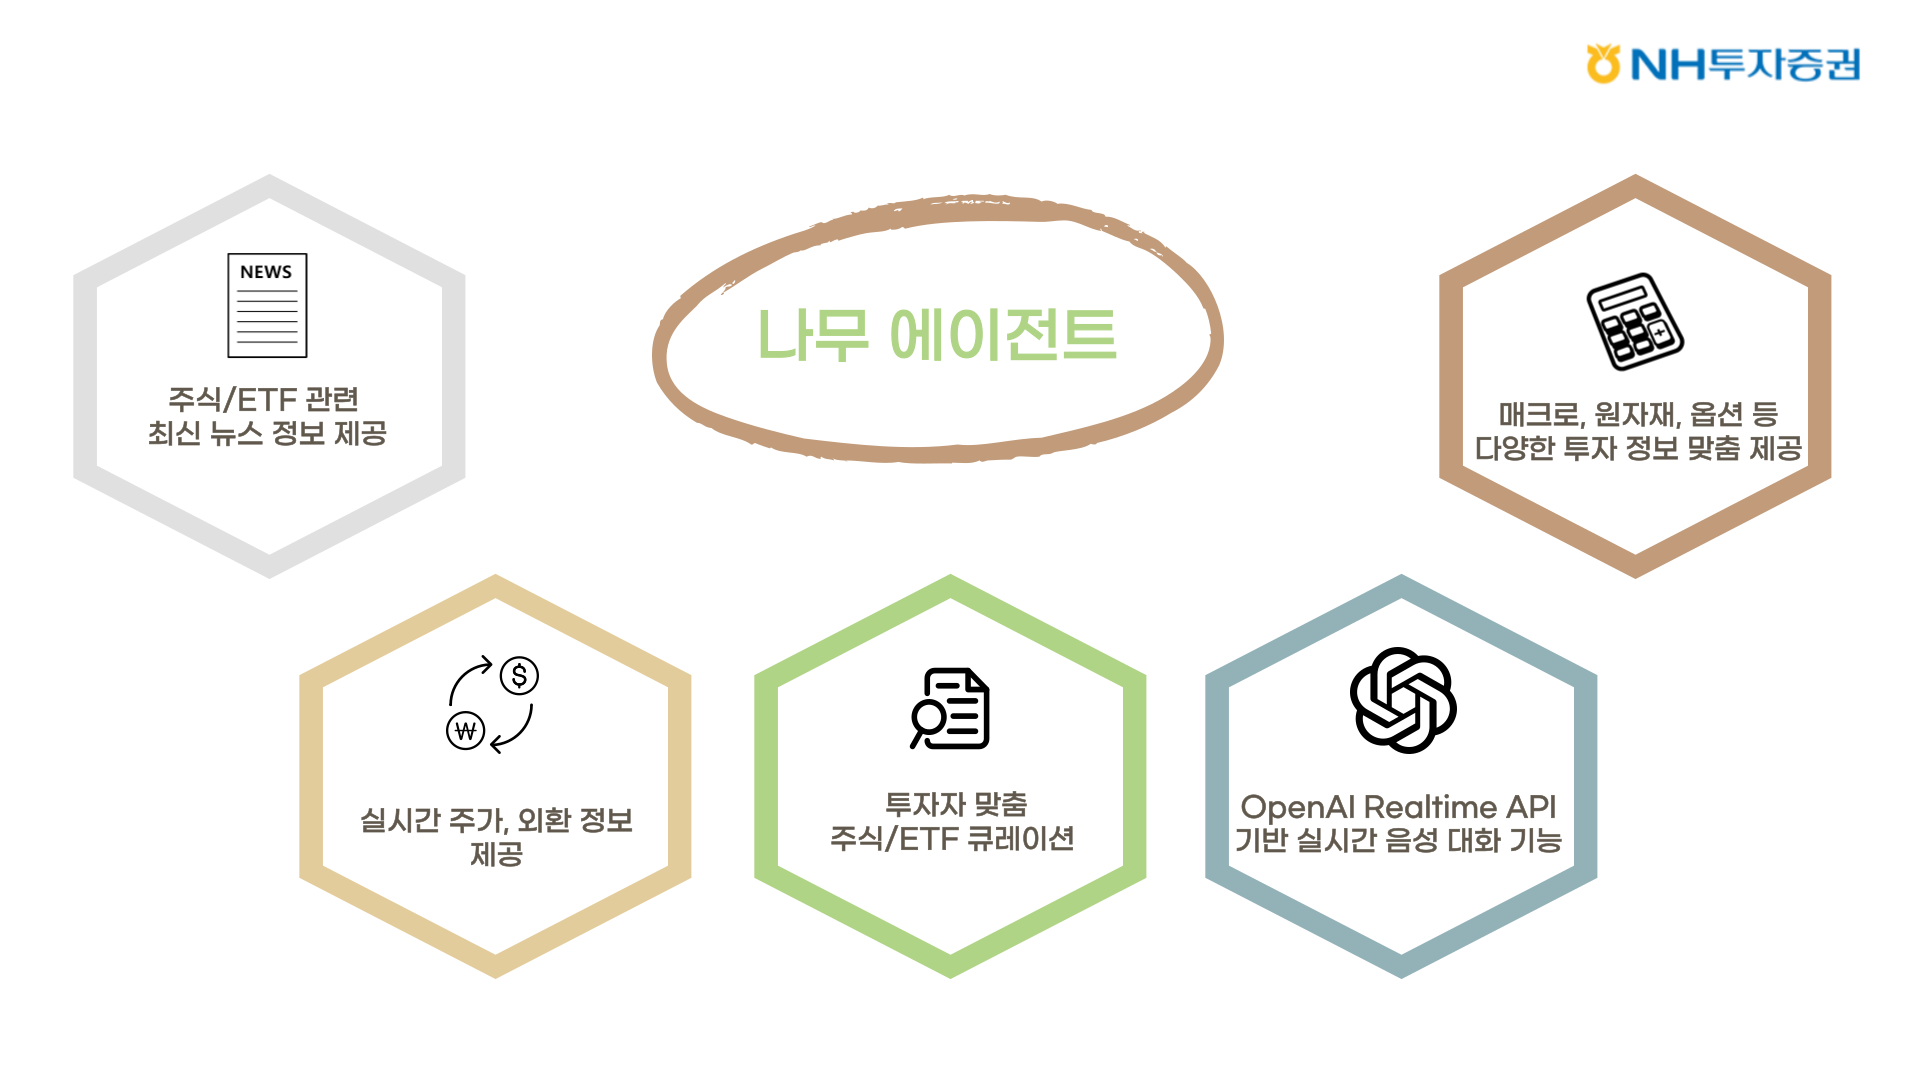 NH투자증권
나무 에이전트
NEWS
주식/ETF 관련
최신 뉴스 정보 제공
매크로, 원자재, 옵션 등
다양한 투자 정보 맞춤 제공
$
₩
실시간 주가, 외환 정보
제공
투자자 맞춤
주식/ETF 큐레이션
OpenAI Realtime API
기반 실시간 음성 대화 기능